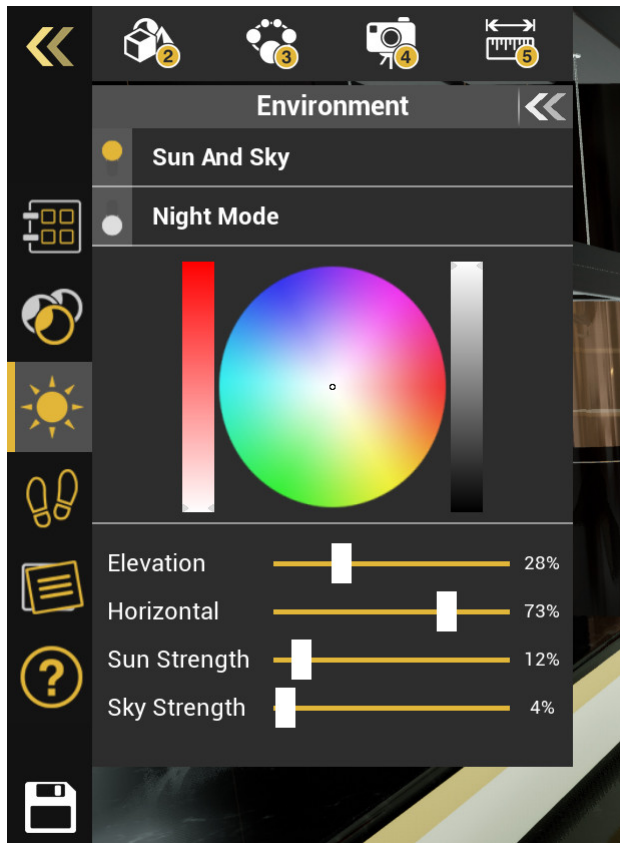 2
3
4
5
Environment
Sun And Sky
Night Mode
Elevation 28%
Horizontal 73%
Sun Strength 12%
Sky Strength 4%
?